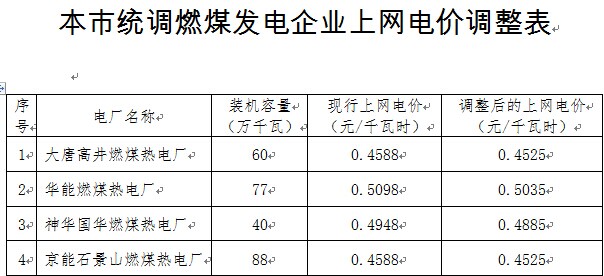 本市统调燃煤发电企业上网电价调整表
序号 电厂名称 装机容量（万千瓦） 现行上网电价（元/千瓦时） 调整后的上网电价（元/千瓦时）
1 大唐高井燃煤热电厂 60 0.4588 0.4525
2 华能燃煤热电厂 77 0.5098 0.5035
3 神华国华燃煤热电厂 40 0.4948 0.4885
4 京能石景山燃煤热电厂 88 0.4588 0.4525